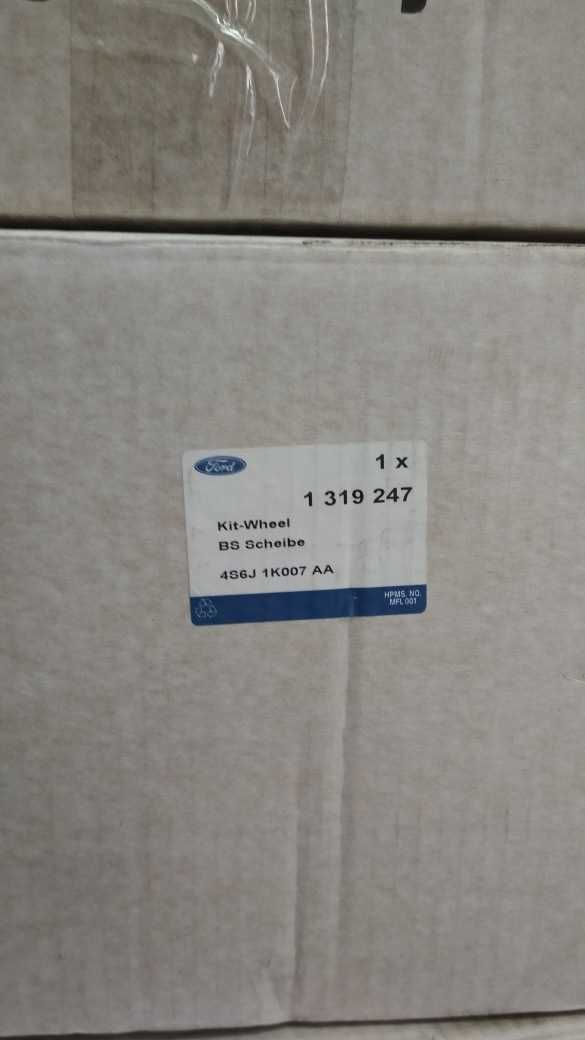 Ford
1 x
1 319 247
Kit-Wheel
BS Scheibe
4S6J 1K007 AA
HPMS. NO.
MFL 001